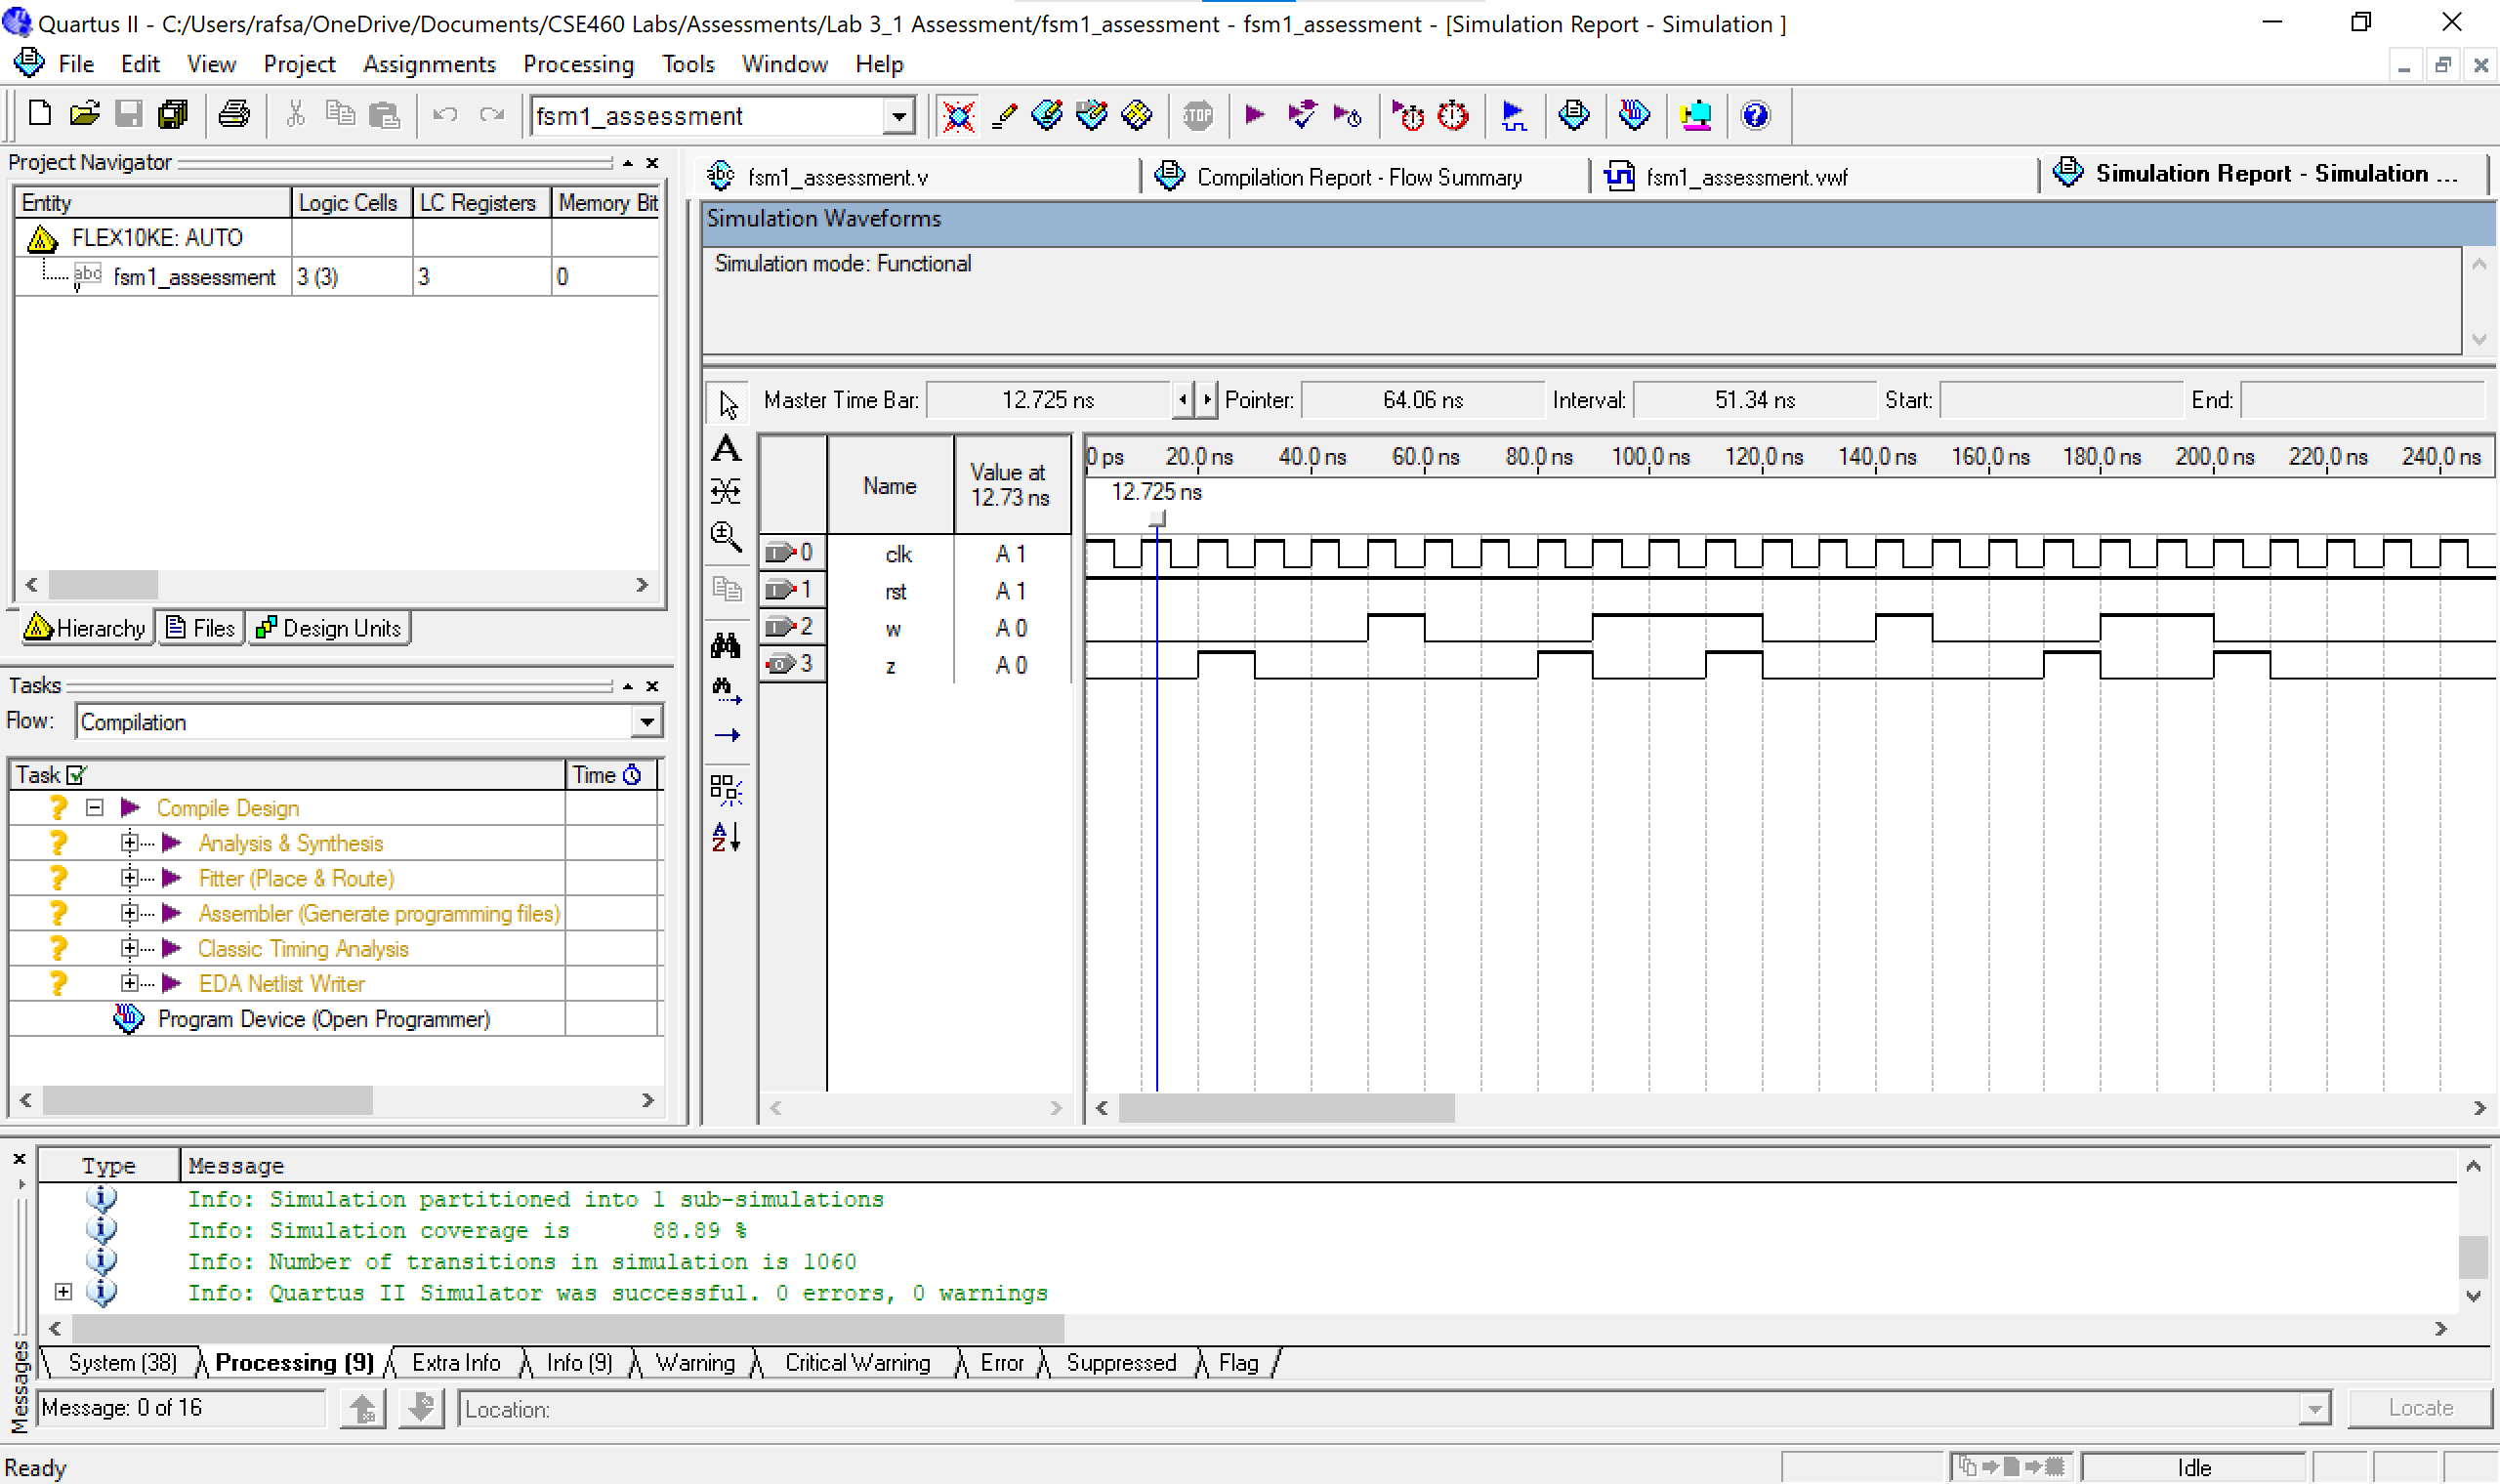 Quartus II - C:/Users/rafsa/OneDrive/Documents/CSE460 Labs/Assessments/Lab 3_1 Assessment/fsm1_assessment - fsm1_assessment - [Simulation Report - Simulation ]
File Edit View Project Assignments Processing Tools Window Help
fsm1_assessment
STOP
Project Navigator
Entity Logic Cells LC Registers Memory Bit
FLEX10KE: AUTO
abc fsm1_assessment 3 (3) 3 0
Hierarchy Files Design Units
Tasks
Flow: Compilation
Task Time
Compile Design
Analysis & Synthesis
Fitter (Place & Route)
Assembler (Generate programming files)
Classic Timing Analysis
EDA Netlist Writer
Program Device (Open Programmer)
abc fsm1_assessment.v Compilation Report - Flow Summary fsm1_assessment.vwf Simulation Report - Simulation ...
Simulation Waveforms
Simulation mode: Functional
Master Time Bar: 12.725 ns Pointer: 64.06 ns Interval: 51.34 ns Start: End:
Name Value at 12.73 ns
0 ps 20.0 ns 40.0 ns 60.0 ns 80.0 ns 100.0 ns 120.0 ns 140.0 ns 160.0 ns 180.0 ns 200.0 ns 220.0 ns 240.0 ns
12.725 ns
0 clk A 1
1 rst A 1
2 w A 0
3 z A 0
Type Message
Info: Simulation partitioned into 1 sub-simulations
Info: Simulation coverage is 88.89 %
Info: Number of transitions in simulation is 1060
Info: Quartus II Simulator was successful. 0 errors, 0 warnings
System (38) Processing (9) Extra Info Info (9) Warning Critical Warning Error Suppressed Flag
Messages
Message: 0 of 16 Location: Locate
Ready Idle